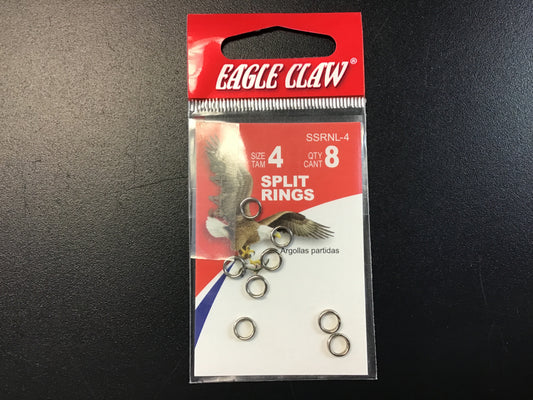 EAGLE CLAW®
SSRNL-4
SIZE TAM 4 QTY CANT 8
SPLIT
RINGS
Argollas partidas